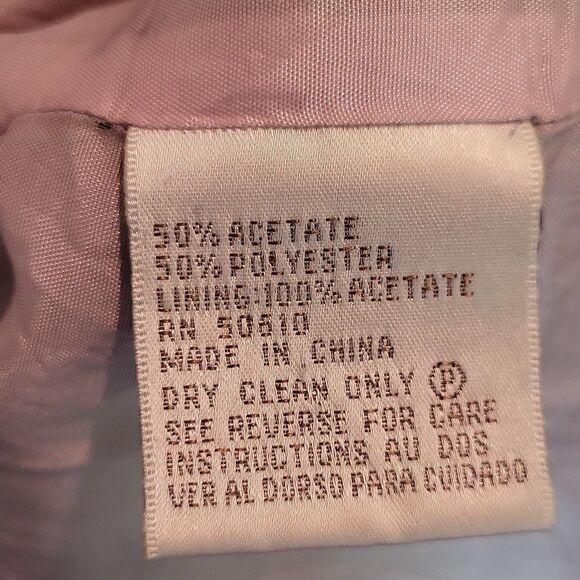 50% ACETATE
50% POLYESTER
LINING:100% ACETATE
RN 50610
MADE IN CHINA
DRY CLEAN ONLY Ⓟ
SEE REVERSE FOR CARE
INSTRUCTIONS AU DOS
VER AL DORSO PARA CUIDADO